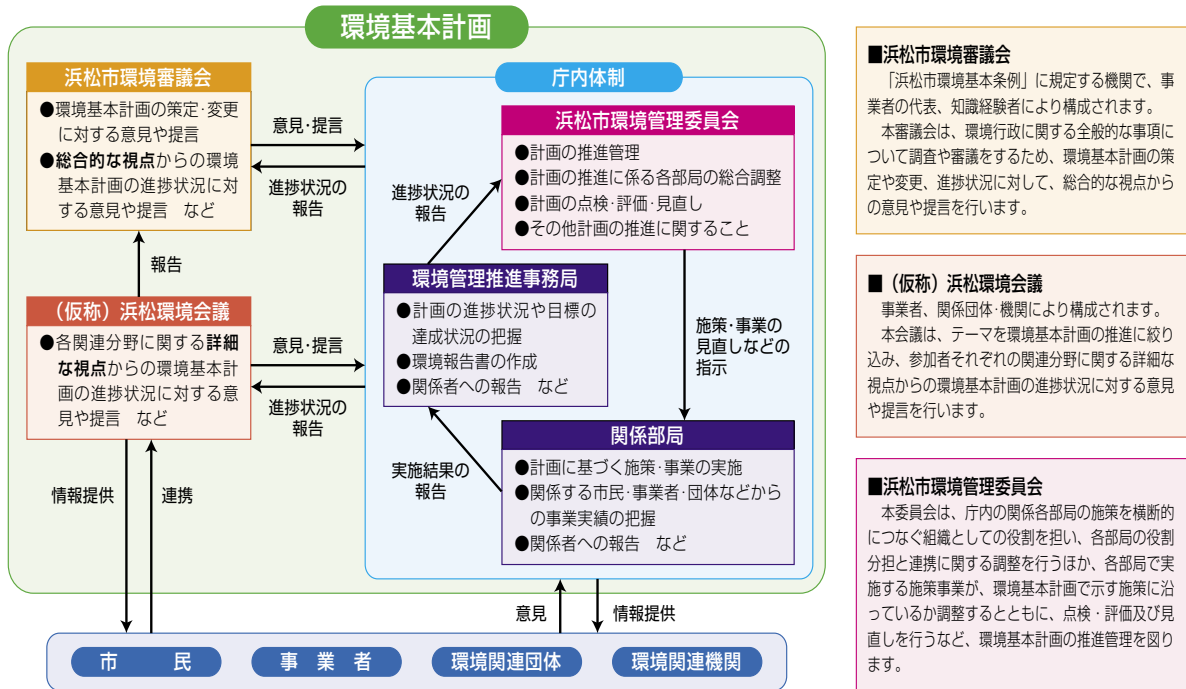 環境基本計画
浜松市環境審議会
●環境基本計画の策定・変更
に対する意見や提言
●総合的な視点からの環境
基本計画の進捗状況に対
する意見や提言　など
意見・提言
進捗状況の
報告
報告
（仮称）浜松環境会議
●各関連分野に関する詳細
な視点からの環境基本計
画の進捗状況に対する意
見や提言　など
意見・提言
進捗状況の
報告
情報提供
連携
庁内体制
浜松市環境管理委員会
●計画の推進管理
●計画の推進に係る各部局の総合調整
●計画の点検・評価・見直し
●その他計画の推進に関すること
進捗状況の
報告
環境管理推進事務局
●計画の進捗状況や目標の
達成状況の把握
●環境報告書の作成
●関係者への報告　など
施策・事業の
見直しなどの
指示
実施結果の
報告
関係部局
●計画に基づく施策・事業の実施
●関係する市民・事業者・団体などから
の事業実績の把握
●関係者への報告　など
意見
情報提供
市　　民
事　業　者
環境関連団体
環境関連機関
■浜松市環境審議会
「浜松市環境基本条例」に規定する機関で、事
業者の代表、知識経験者により構成されます。
本審議会は、環境行政に関する全般的な事項に
ついて調査や審議をするため、環境基本計画の策
定や変更、進捗状況に対して、総合的な視点から
の意見や提言を行います。
■（仮称）浜松環境会議
事業者、関係団体・機関により構成されます。
本会議は、テーマを環境基本計画の推進に絞り
込み、参加者それぞれの関連分野に関する詳細な
視点からの環境基本計画の進捗状況に対する意見
や提言を行います。
■浜松市環境管理委員会
本委員会は、庁内の関係各部局の施策を横断的
につなぐ組織としての役割を担い、各部局の役割
分担と連携に関する調整を行うほか、各部局で実
施する施策事業が、環境基本計画で示す施策に沿
っているか調整するとともに、点検・評価及び見
直しを行うなど、環境基本計画の推進管理を図り
ます。